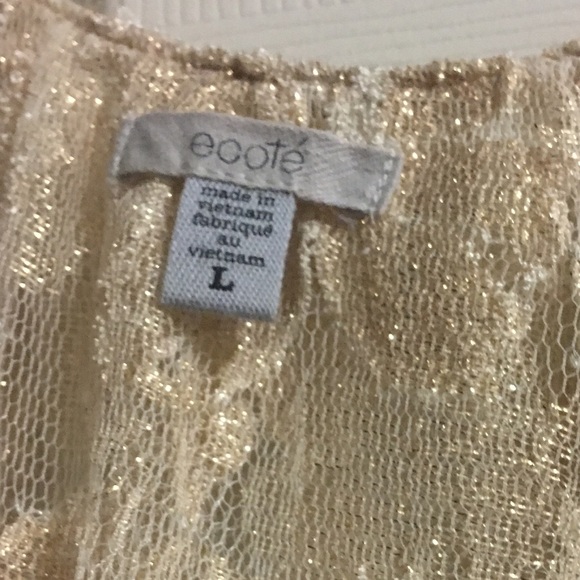 ecoté
made in
vietnam
fabriqué
au
vietnam
L